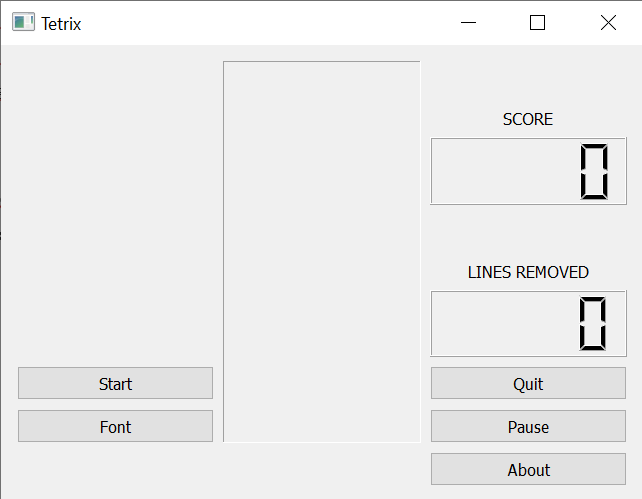 Tetrix
SCORE
0
LINES REMOVED
0
Start
Quit
Font
Pause
About